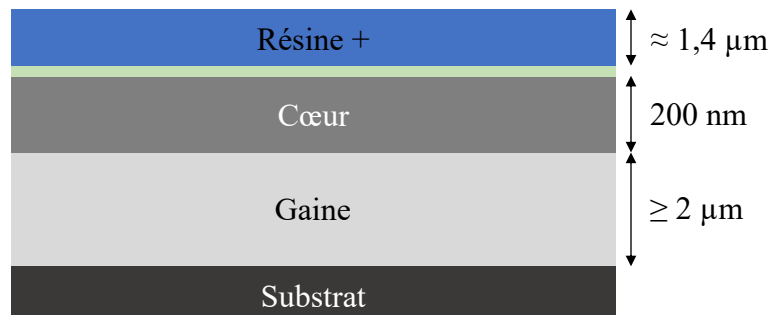 Résine +
≈ 1,4 µm
Cœur
200 nm
Gaine
≥ 2 µm
Substrat